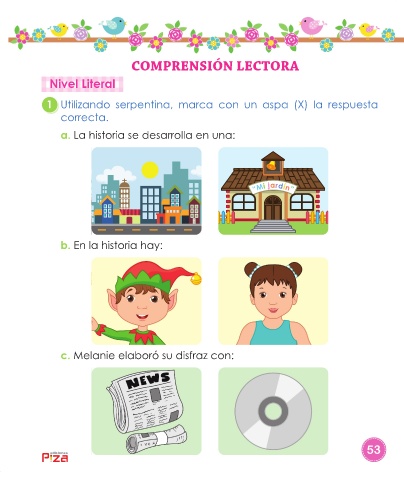 COMPRENSIÓN LECTORA
Nivel Literal
1 Utilizando serpentina, marca con un aspa (X) la respuesta
correcta.
a. La historia se desarrolla en una:
"Mi jardín"
b. En la historia hay:
c. Melanie elaboró su disfraz con:
NEWS
53
P'zza